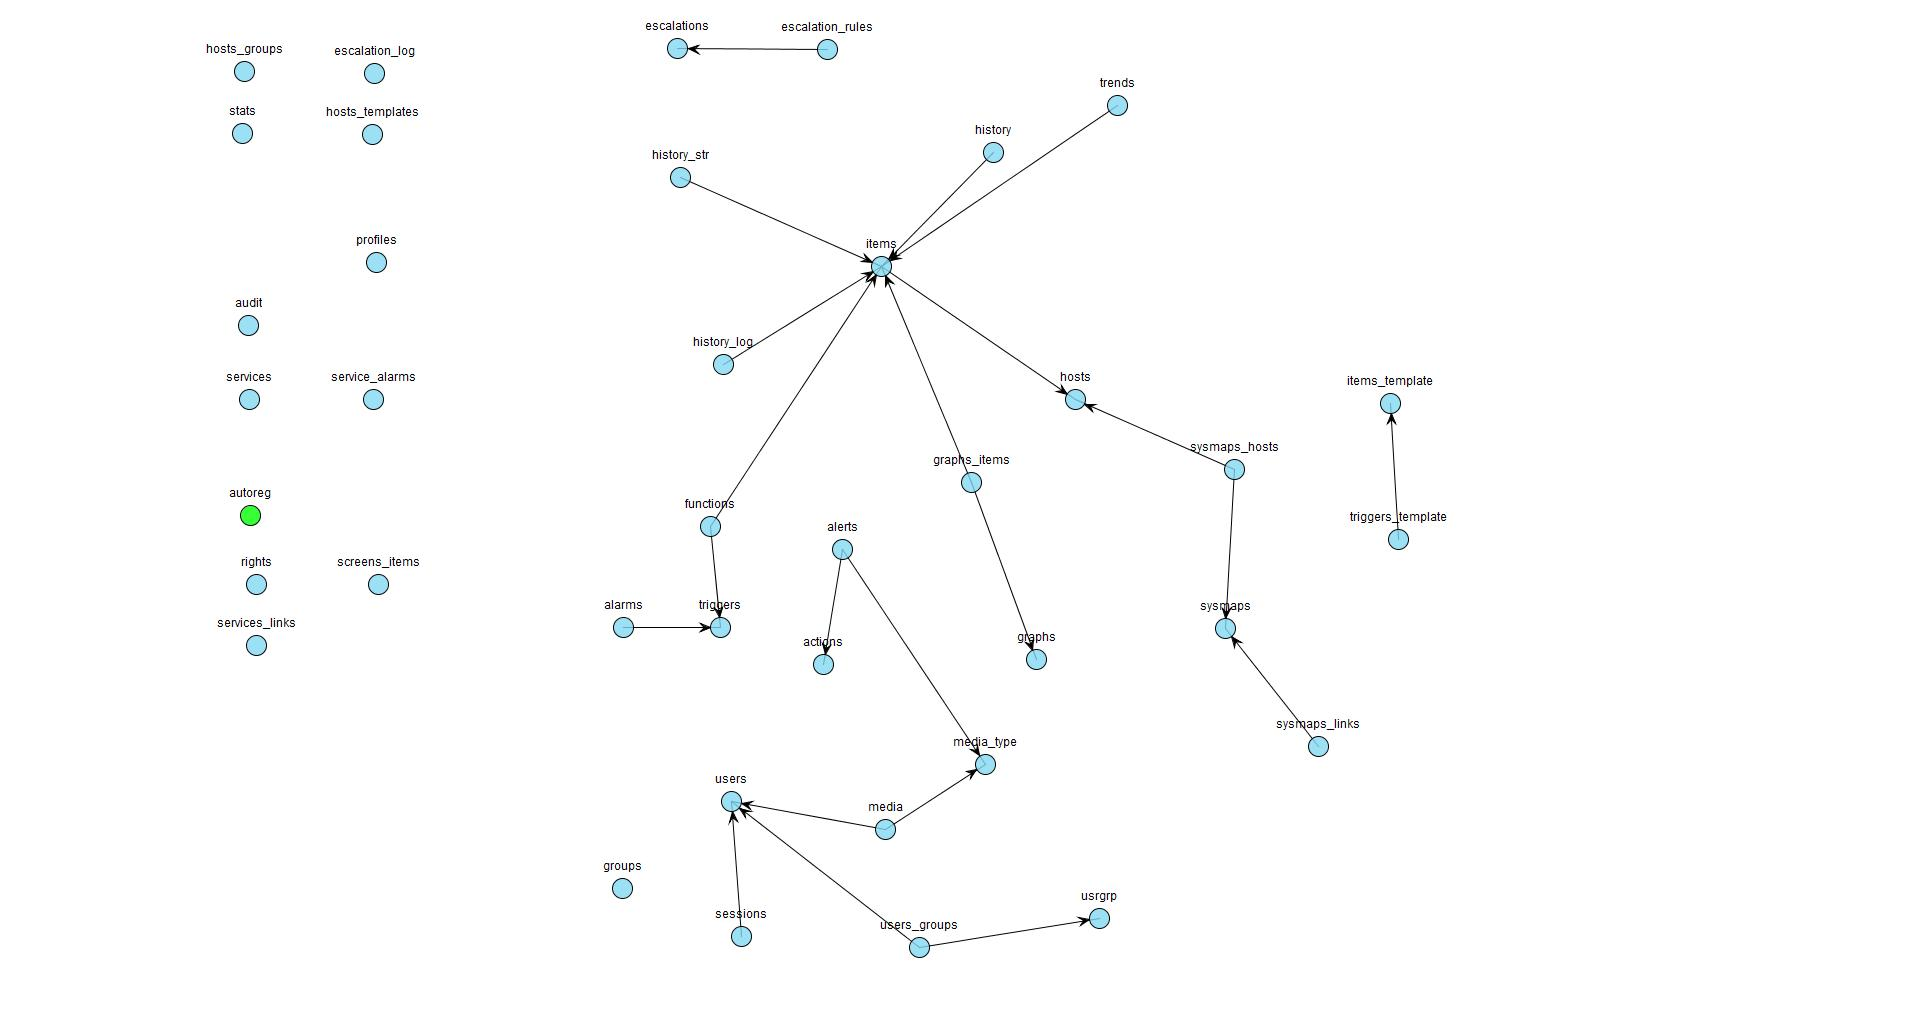 escalations
escalation_rules
hosts_groups
escalation_log
trends
stats
hosts_templates
history
history_str
profiles
items
audit
history_log
services
service_alarms
hosts
items_template
sysmaps_hosts
graphs_items
autoreg
functions
triggers_template
alerts
rights
screens_items
alarms
triggers
sysmaps
services_links
actions
graphs
sysmaps_links
media_type
users
media
groups
usrgrp
sessions
users_groups